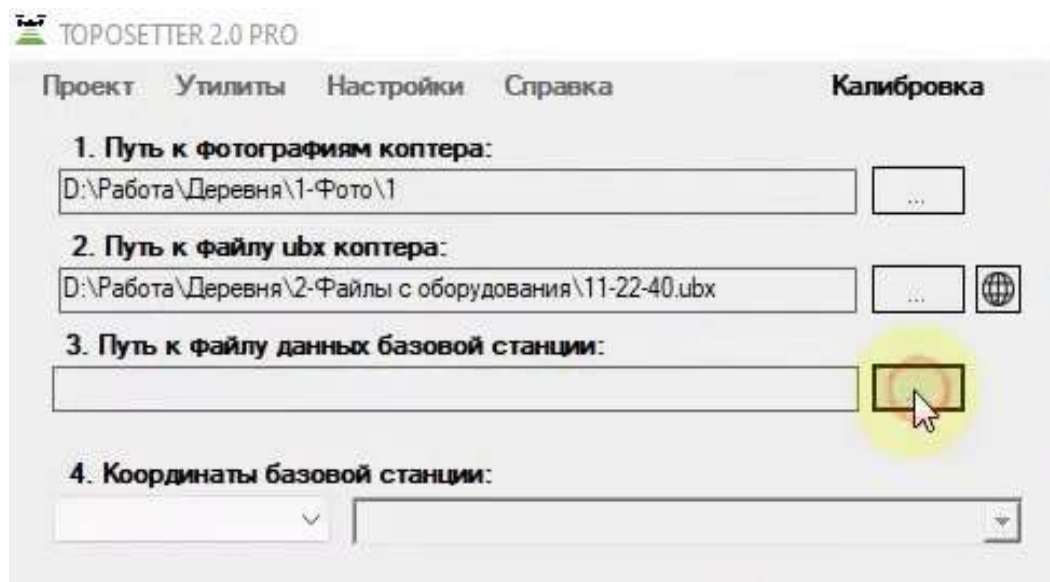 TOPOSETTER 2.0 PRO
Проект Утилиты Настройки Справка Калибровка
1. Путь к фотографиям коптера:
D:\Работа\Деревня\1-Фото\1 ...
2. Путь к файлу ubx коптера:
D:\Работа\Деревня\2-Файлы с оборудования\11-22-40.ubx ...
3. Путь к файлу данных базовой станции:
4. Координаты базовой станции: